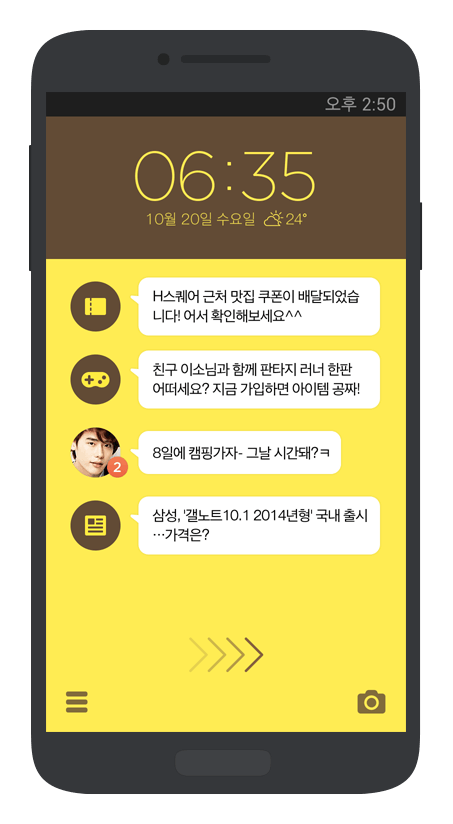 오후 2:50
06:35
10월 20일 수요일 24°
H스퀘어 근처 맛집 쿠폰이 배달되었습
니다! 어서 확인해보세요^^
친구 이소님과 함께 판타지 러너 한판
어떠세요? 지금 가입하면 아이템 공짜!
8일에 캠핑가자- 그날 시간돼?ㅋ
2
삼성, '갤노트10.1 2014년형' 국내 출시
…가격은?